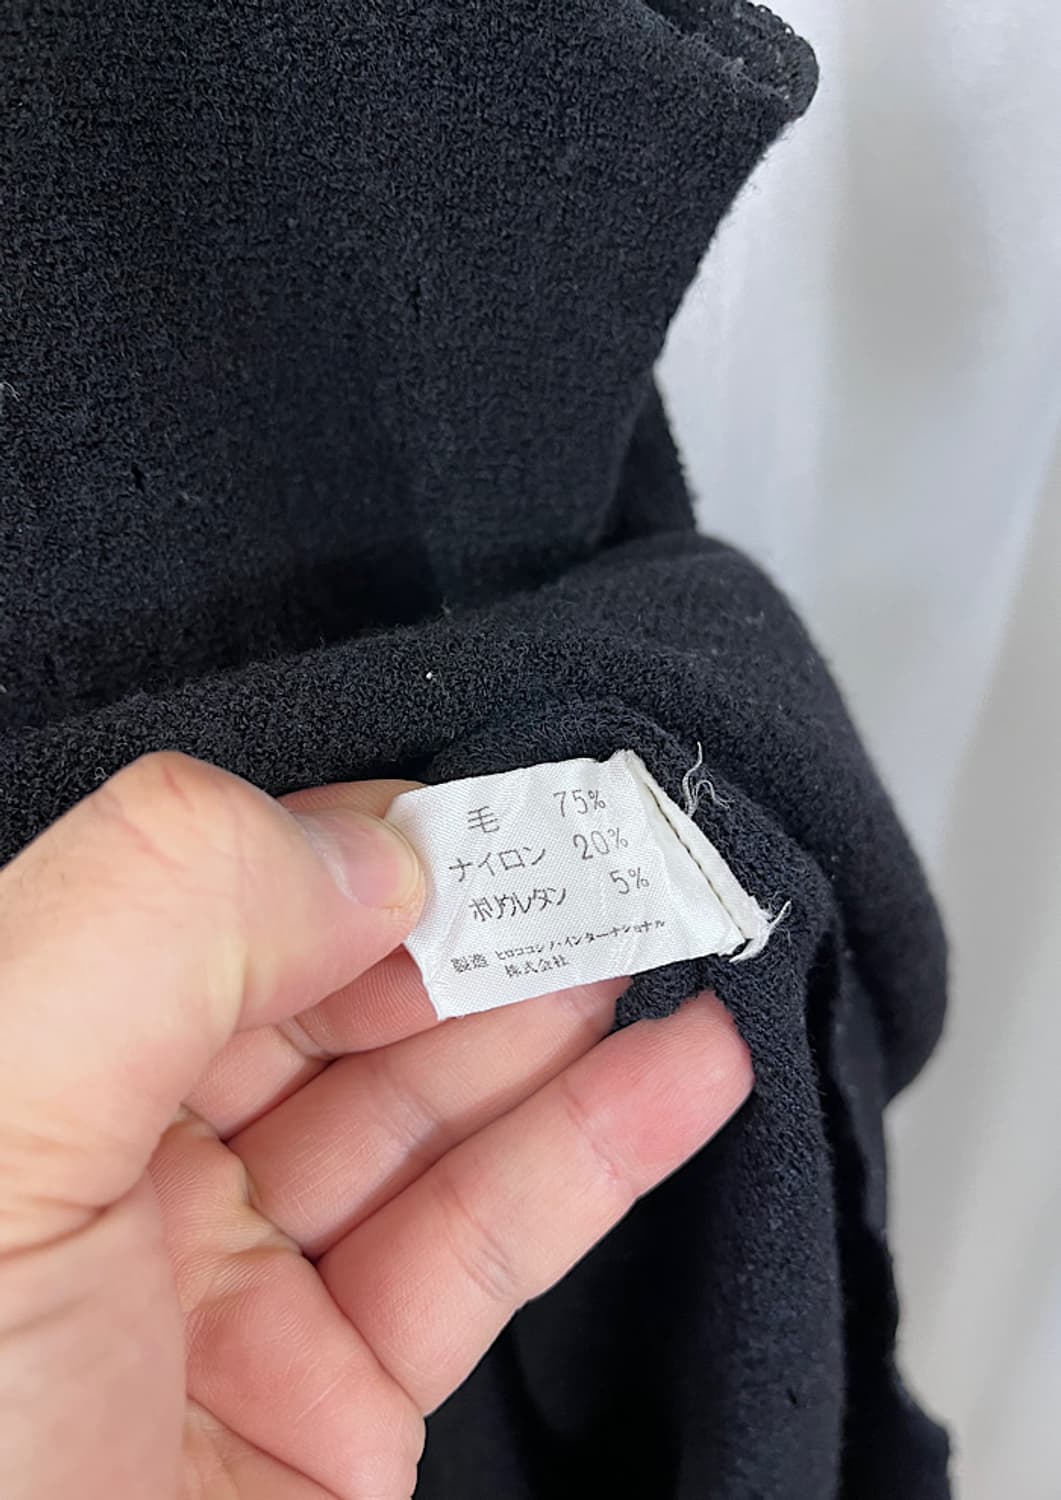 毛 75%
ナイロン 20%
ポリウルタン 5%
製造 ヒロココシノ・インターナショナル
株式会社